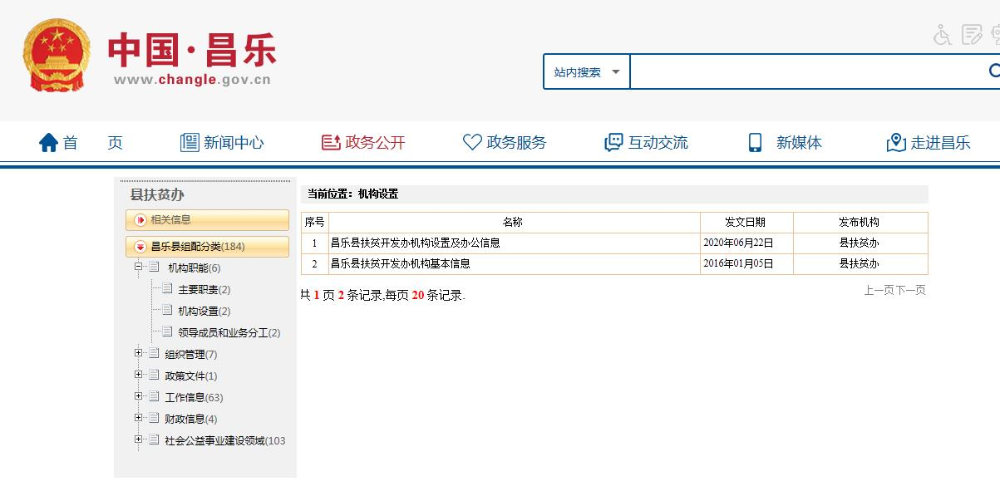 中国·昌乐
www.changle.gov.cn
站内搜索
首 页 新闻中心 政务公开 政务服务 互动交流 新媒体 走进昌乐
县扶贫办
相关信息
昌乐县组配分类(184)
机构职能(6)
主要职责(2)
机构设置(2)
领导成员和业务分工(2)
组织管理(7)
政策文件(1)
工作信息(63)
财政信息(4)
社会公益事业建设领域(103
当前位置：机构设置
序号 名称 发文日期 发布机构
1 昌乐县扶贫开发办机构设置及办公信息 2020年06月22日 县扶贫办
2 昌乐县扶贫开发办机构基本信息 2016年01月05日 县扶贫办
共 1 页 2 条记录,每页 20 条记录.
上一页下一页